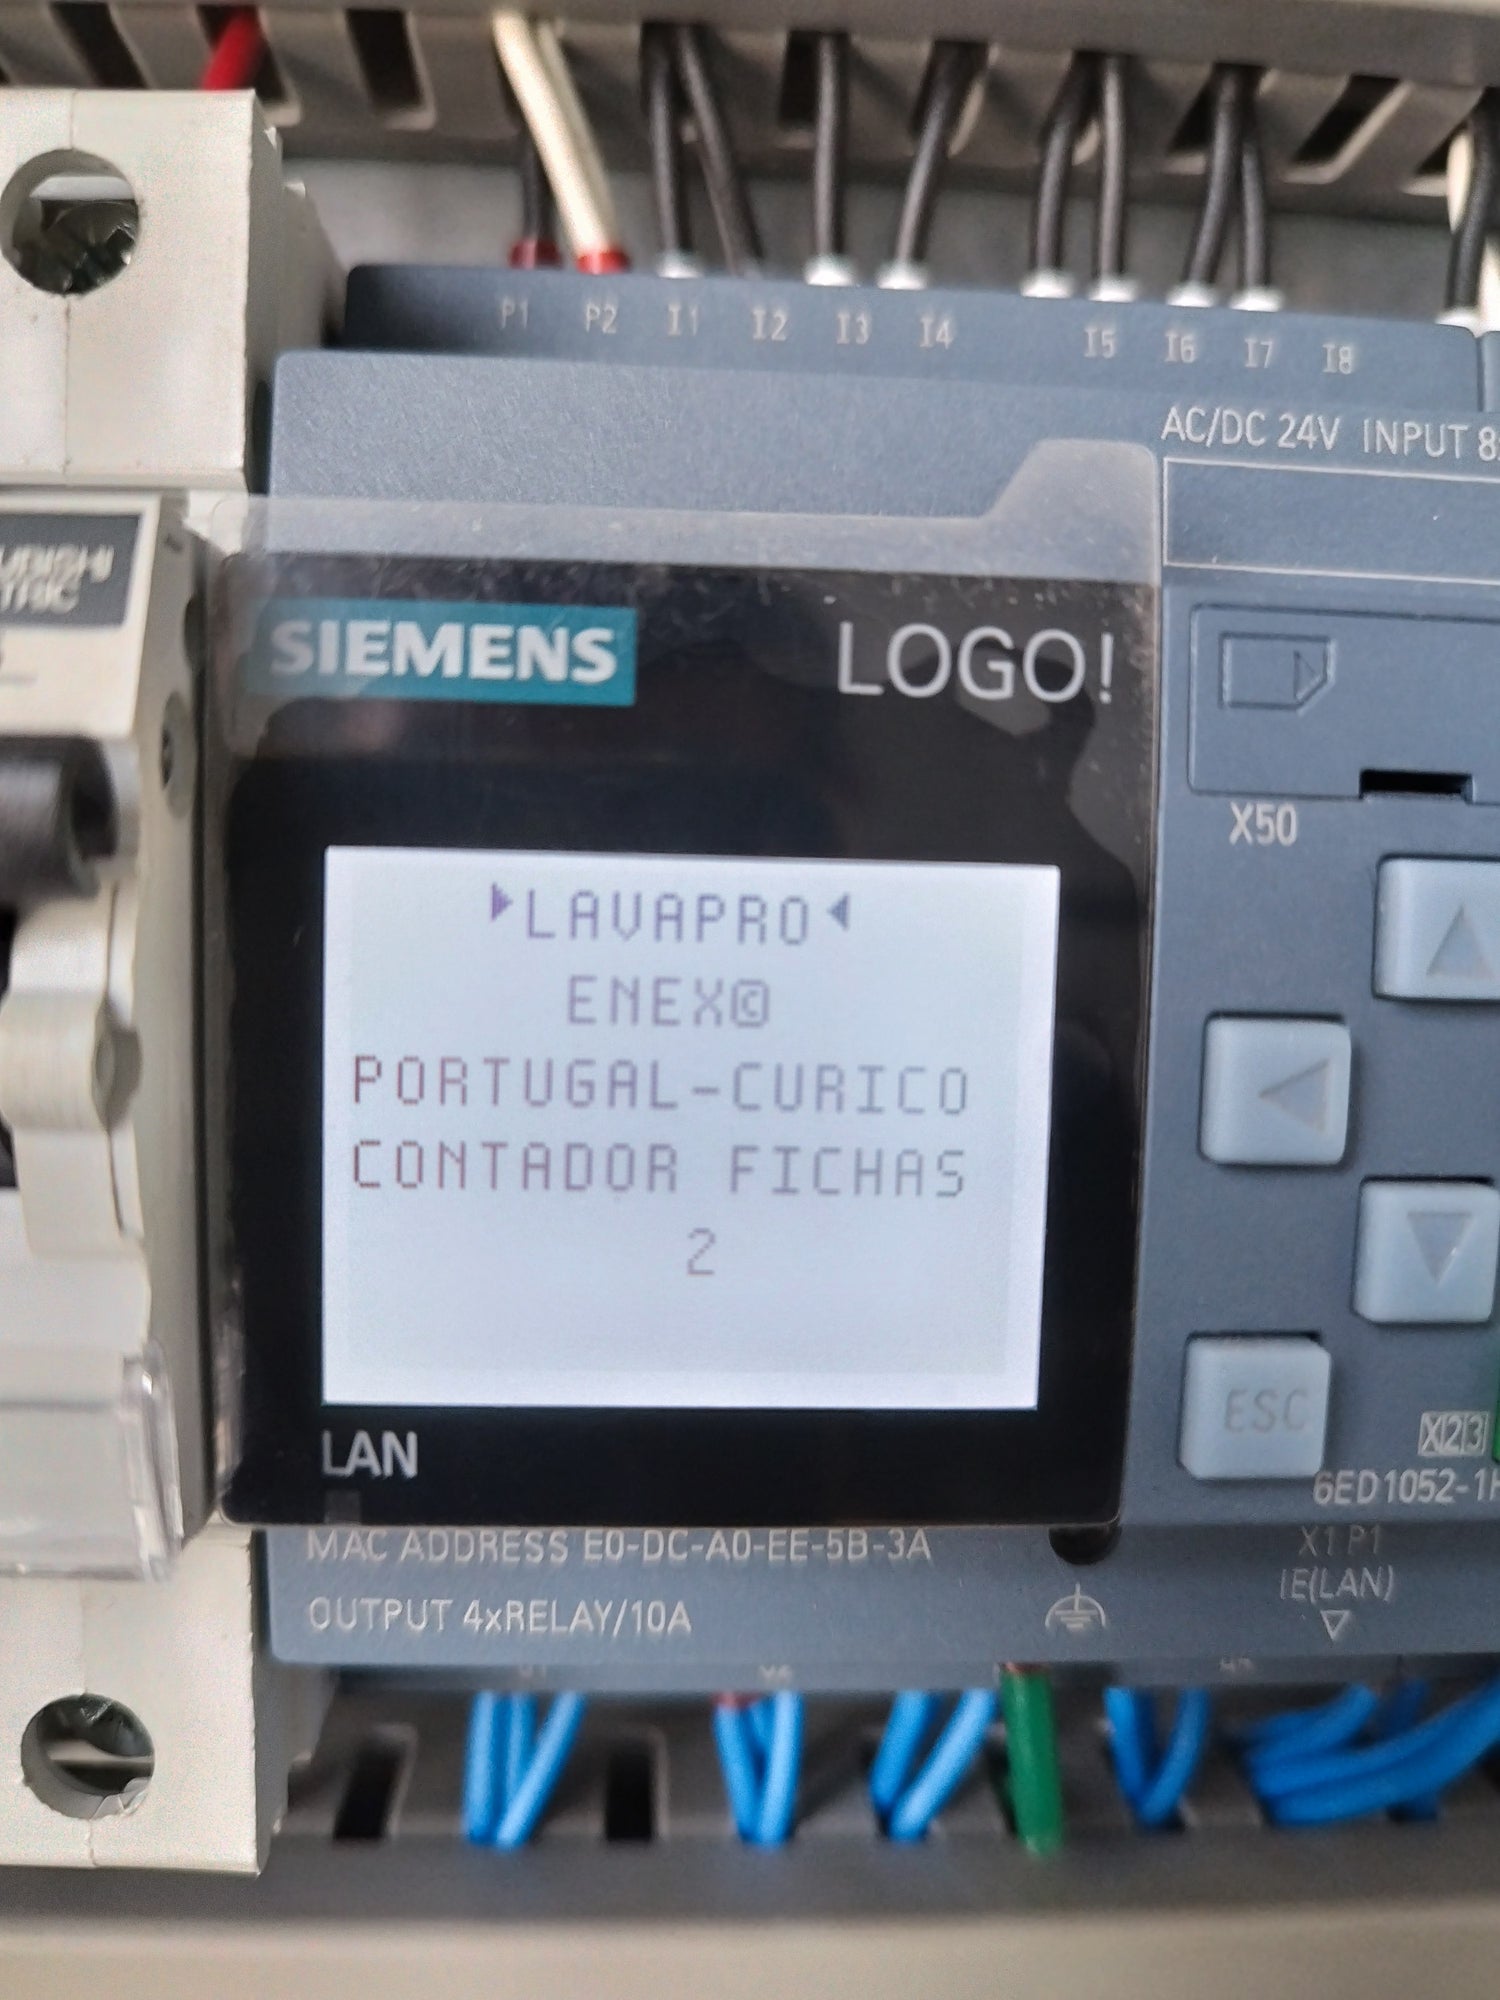 P1 P2 I1 I2 I3 I4 I5 I6 I7 I8
AC/DC 24V INPUT
SIEMENS
LOGO!
X50
▶LAVAPRO◀
ENEX©
PORTUGAL-CURICO
CONTADOR FICHAS
2
ESC
LAN
X 2 3
6ED1052-1
MAC ADDRESS E0-DC-A0-EE-5B-3A
X1 P1
IE(LAN)
OUTPUT 4xRELAY/10A